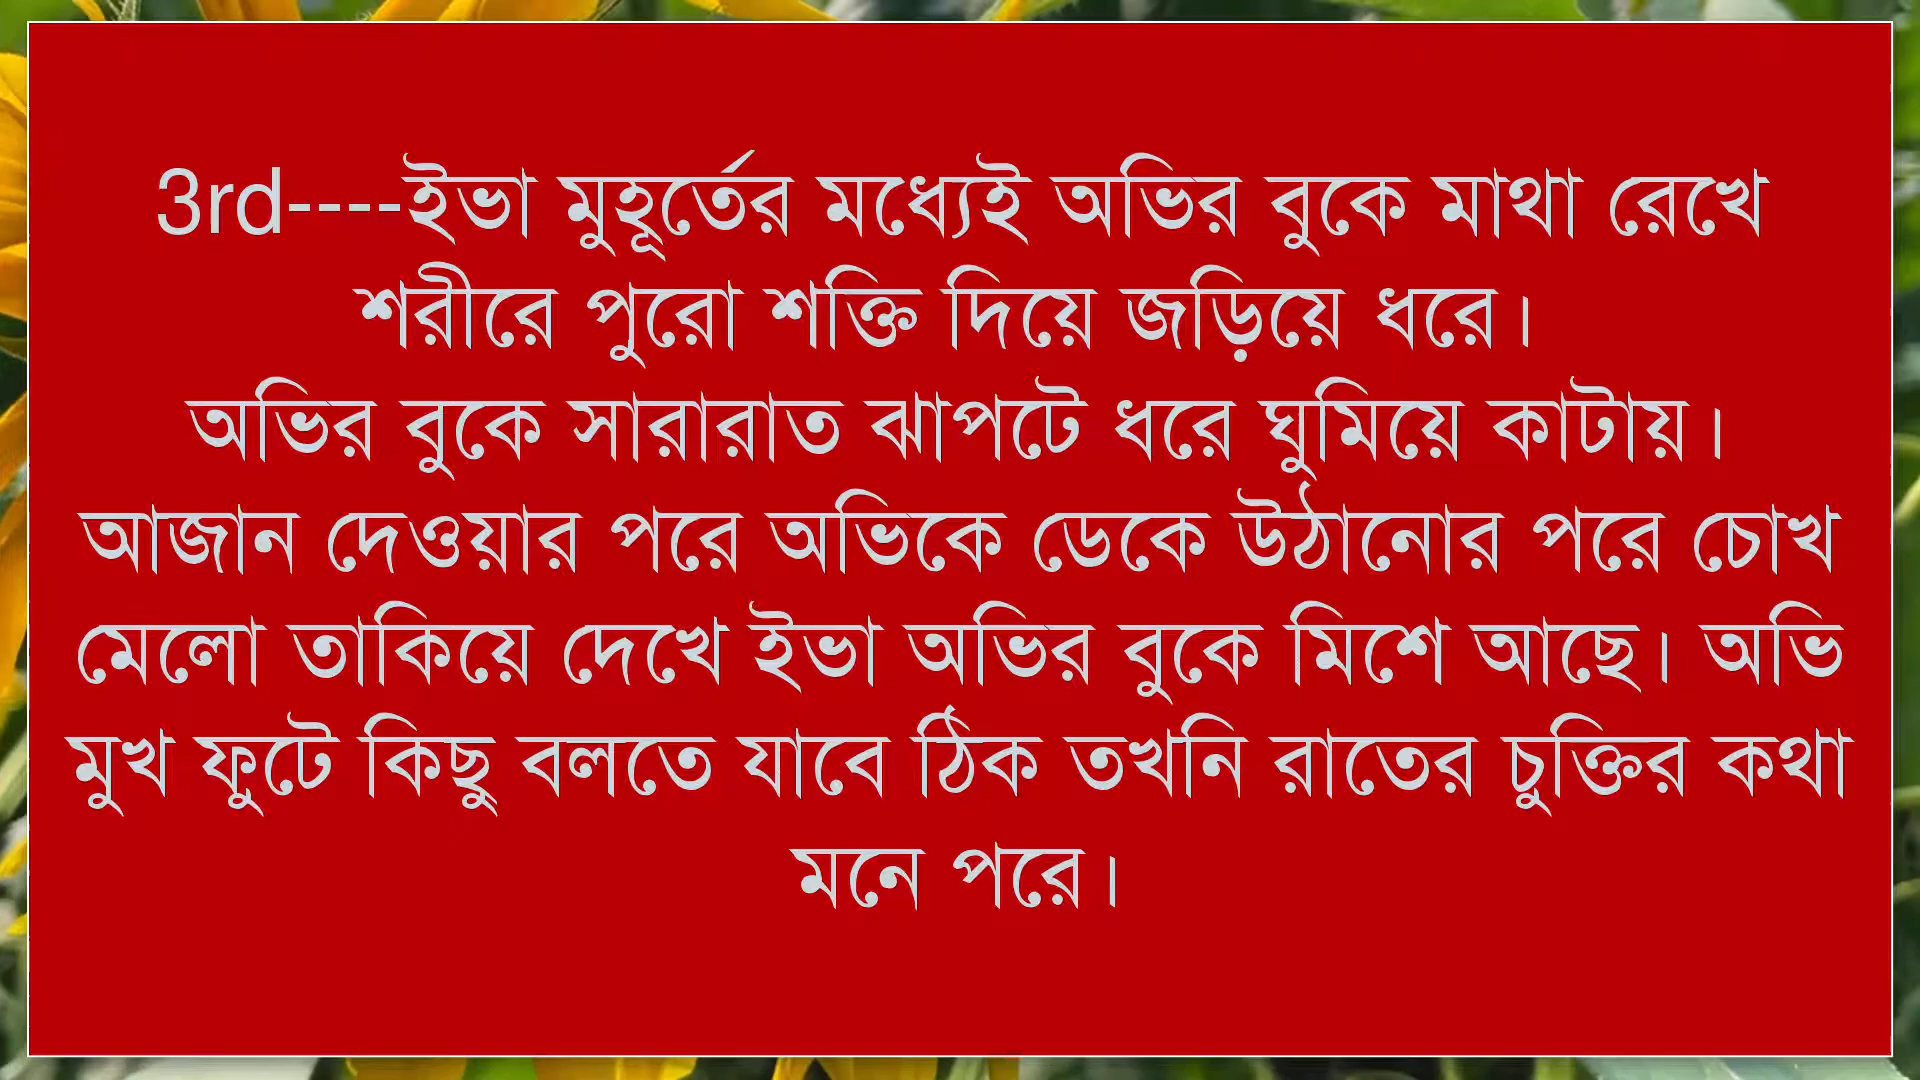 3rd----ইভা মুহূর্তের মধ্যেই অভির বুকে মাথা রেখে
শরীরে পুরো শক্তি দিয়ে জড়িয়ে ধরে।
অভির বুকে সারারাত ঝাপটে ধরে ঘুমিয়ে কাটায়।
আজান দেওয়ার পরে অভিকে ডেকে উঠানোর পরে চোখ
মেলো তাকিয়ে দেখে ইভা অভির বুকে মিশে আছে। অভি
মুখ ফুটে কিছু বলতে যাবে ঠিক তখনি রাতের চুক্তির কথা
মনে পরে।